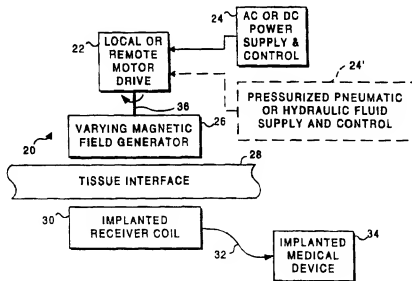 24
AC OR DC
POWER
SUPPLY &
CONTROL
22
LOCAL OR
REMOTE
MOTOR
DRIVE
24'
PRESSURIZED PNEUMATIC
OR HYDRAULIC FLUID
SUPPLY AND CONTROL
36
26
VARYING MAGNETIC
FIELD GENERATOR
20
28
TISSUE INTERFACE
30
IMPLANTED
RECEIVER COIL
32
34
IMPLANTED
MEDICAL
DEVICE